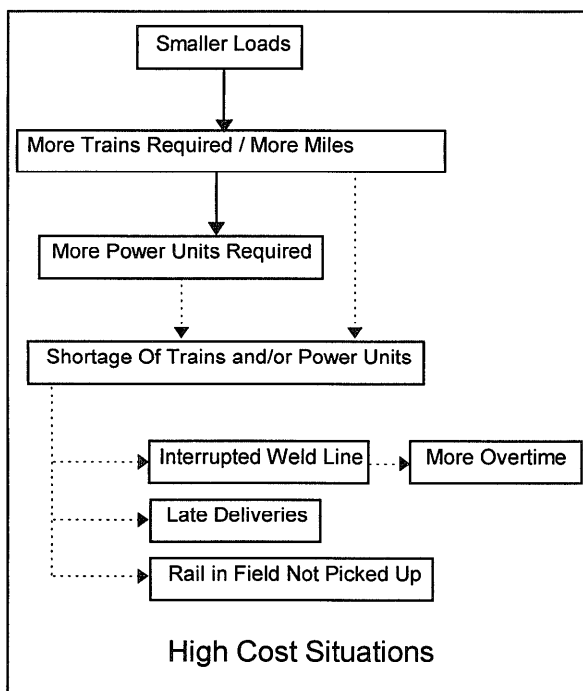 Smaller Loads
More Trains Required / More Miles
More Power Units Required
Shortage Of Trains and/or Power Units
Interrupted Weld Line
More Overtime
Late Deliveries
Rail in Field Not Picked Up
High Cost Situations